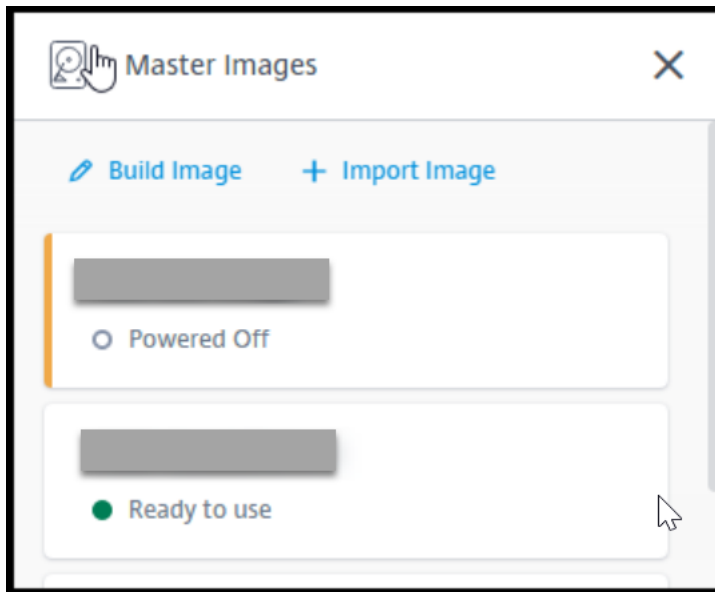 Master Images
Build Image
Import Image
Powered Off
Ready to use